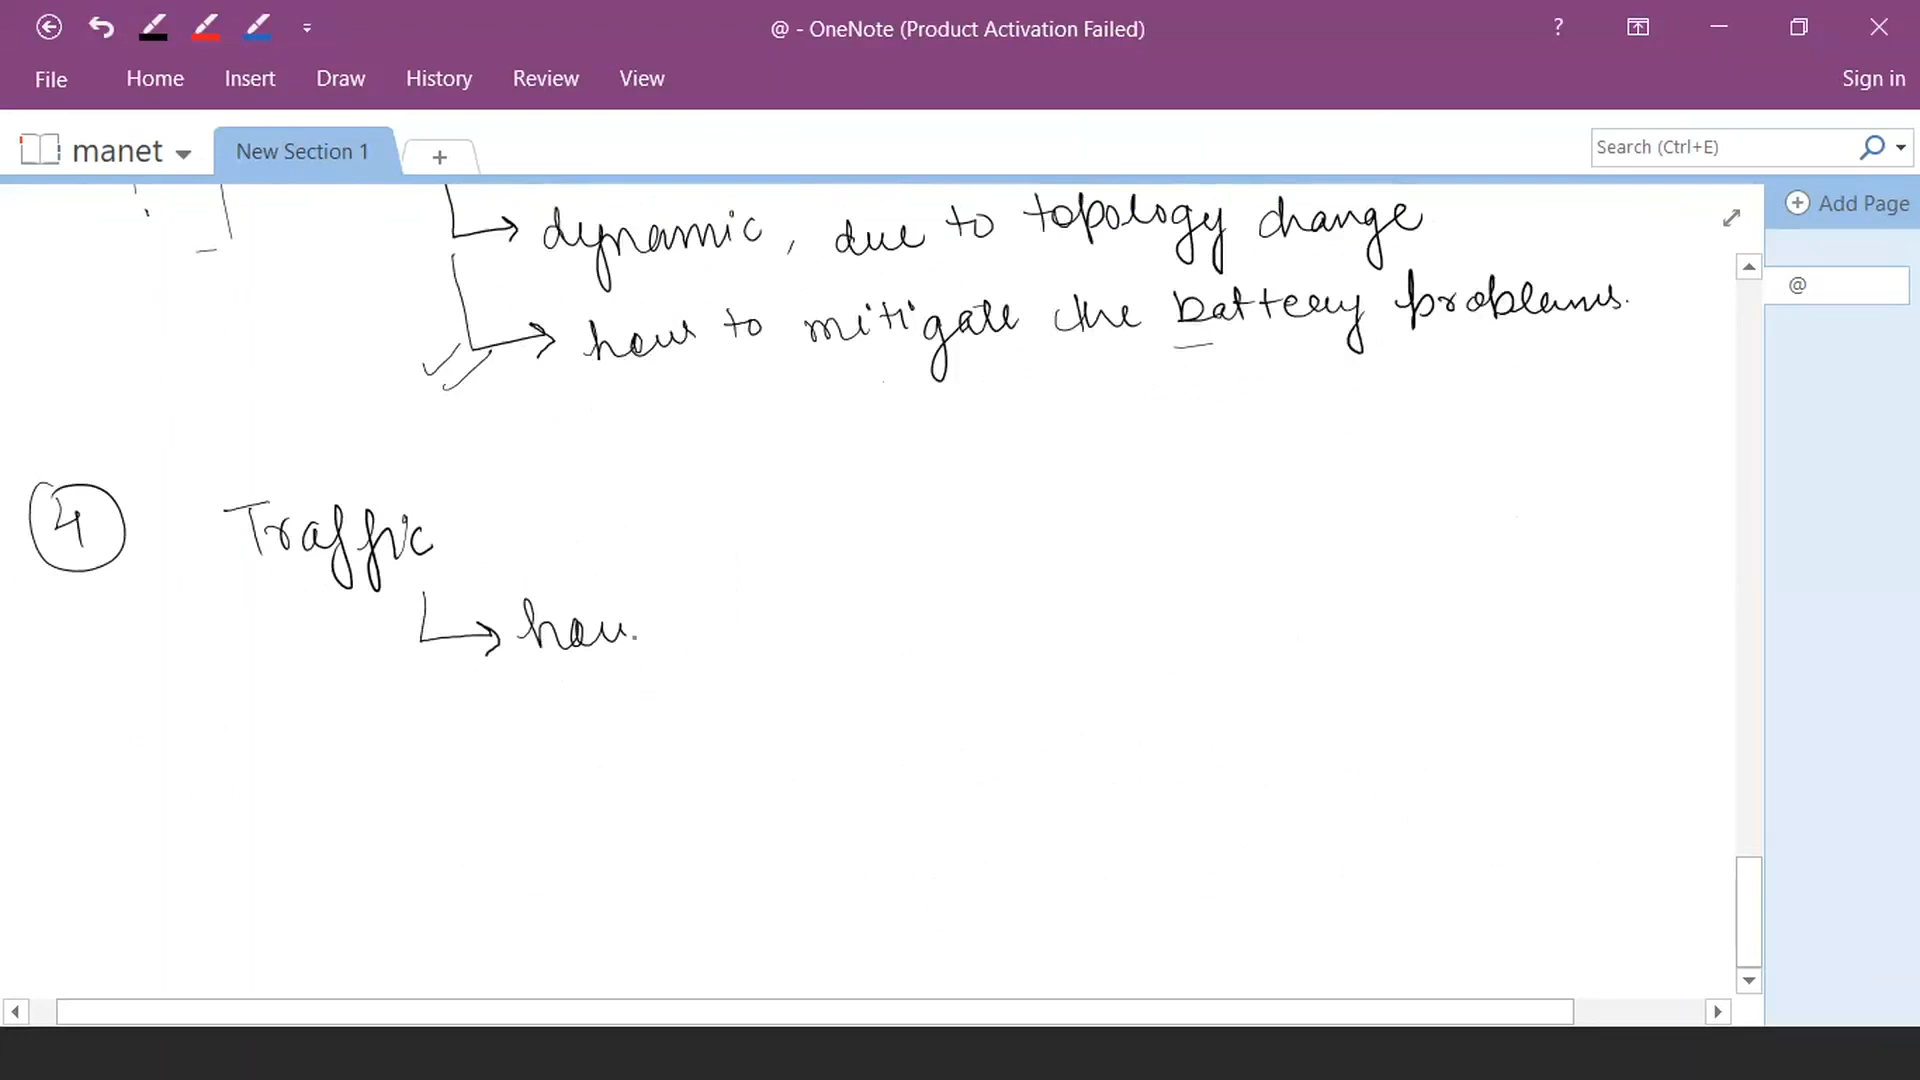 @ - OneNote (Product Activation Failed)
?
File Home Insert Draw History Review View Sign in
manet New Section 1 + Search (Ctrl+E)
Add Page
@
→ dynamic, due to topology change
→ how to mitigate the battery problems.
4 Traffic
→ how